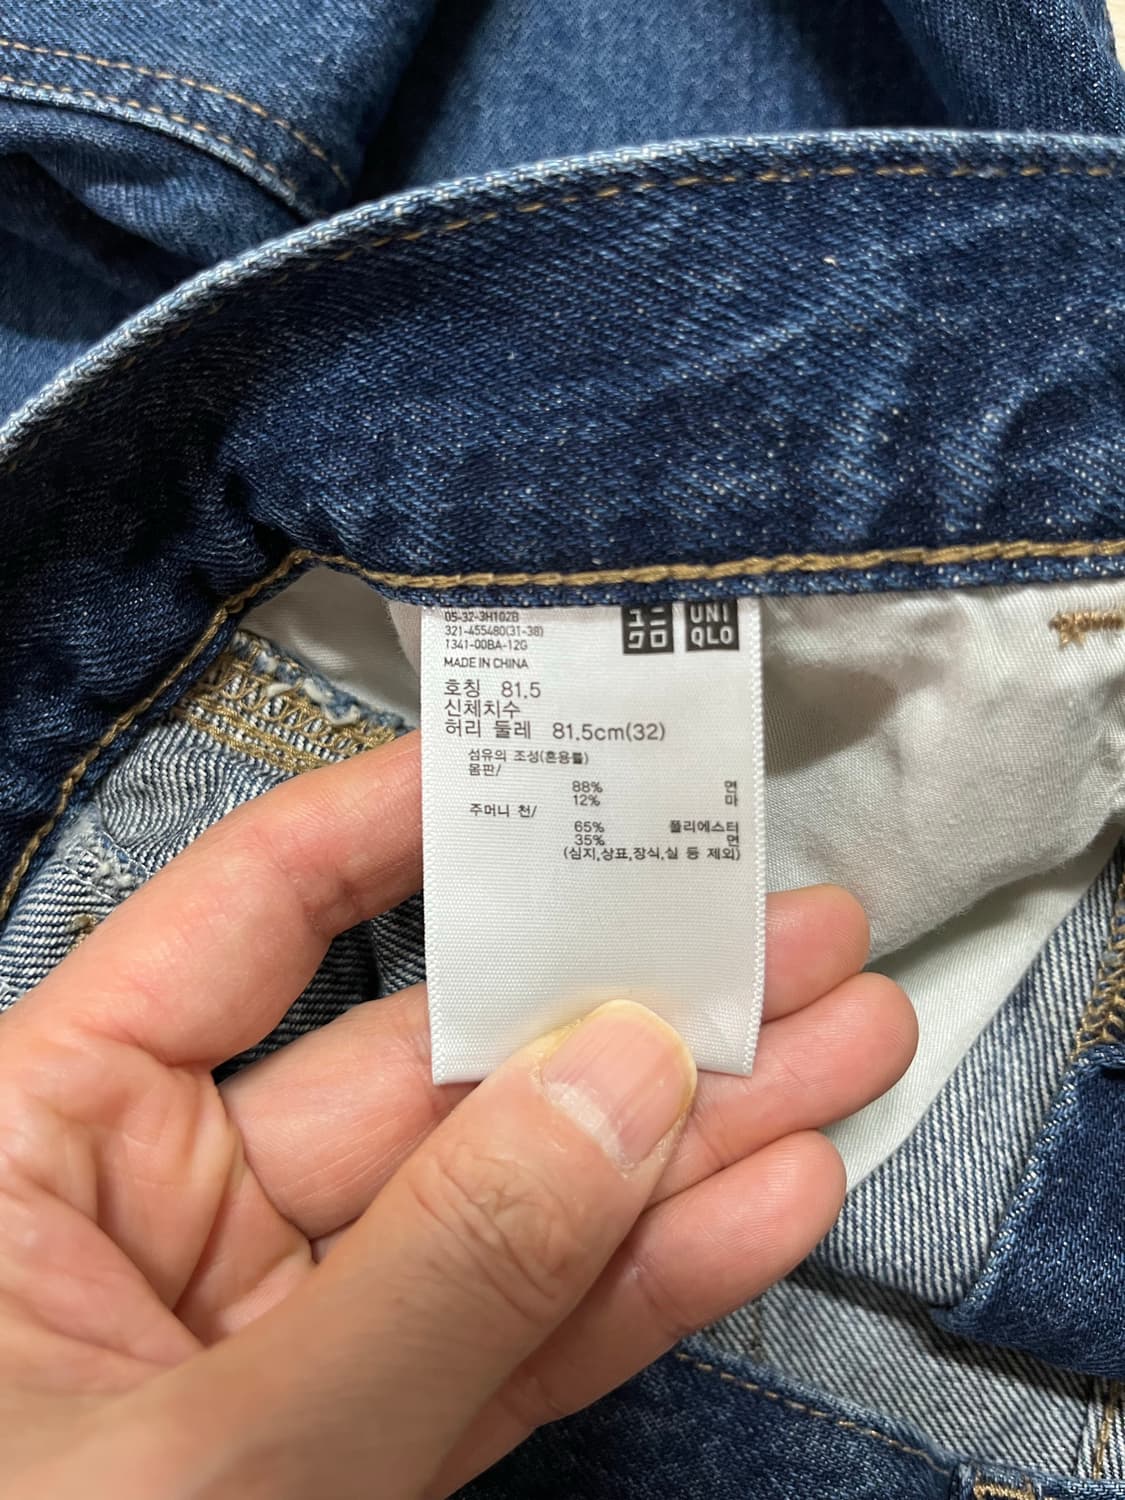 05-32-3H102B
321-455480(31-38)
1341-00BA-12G
MADE IN CHINA
ユニ
クロ
UNI
QLO
호칭 81.5
신체치수
허리 둘레 81.5cm(32)
섬유의 조성(혼용률)
몸판/
88% 면
12% 마
주머니 천/
65% 폴리에스터
35% 면
(심지,상표,장식,실 등 제외)